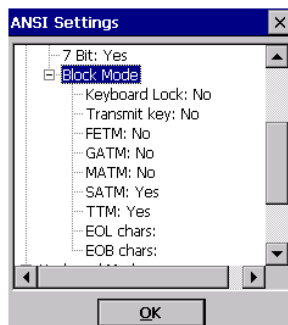 ANSI Settings
7 Bit: Yes
Block Mode
Keyboard Lock: No
Transmit key: No
FETM: No
GATM: No
MATM: No
SATM: Yes
TTM: Yes
EOL chars:
EOB chars:
OK